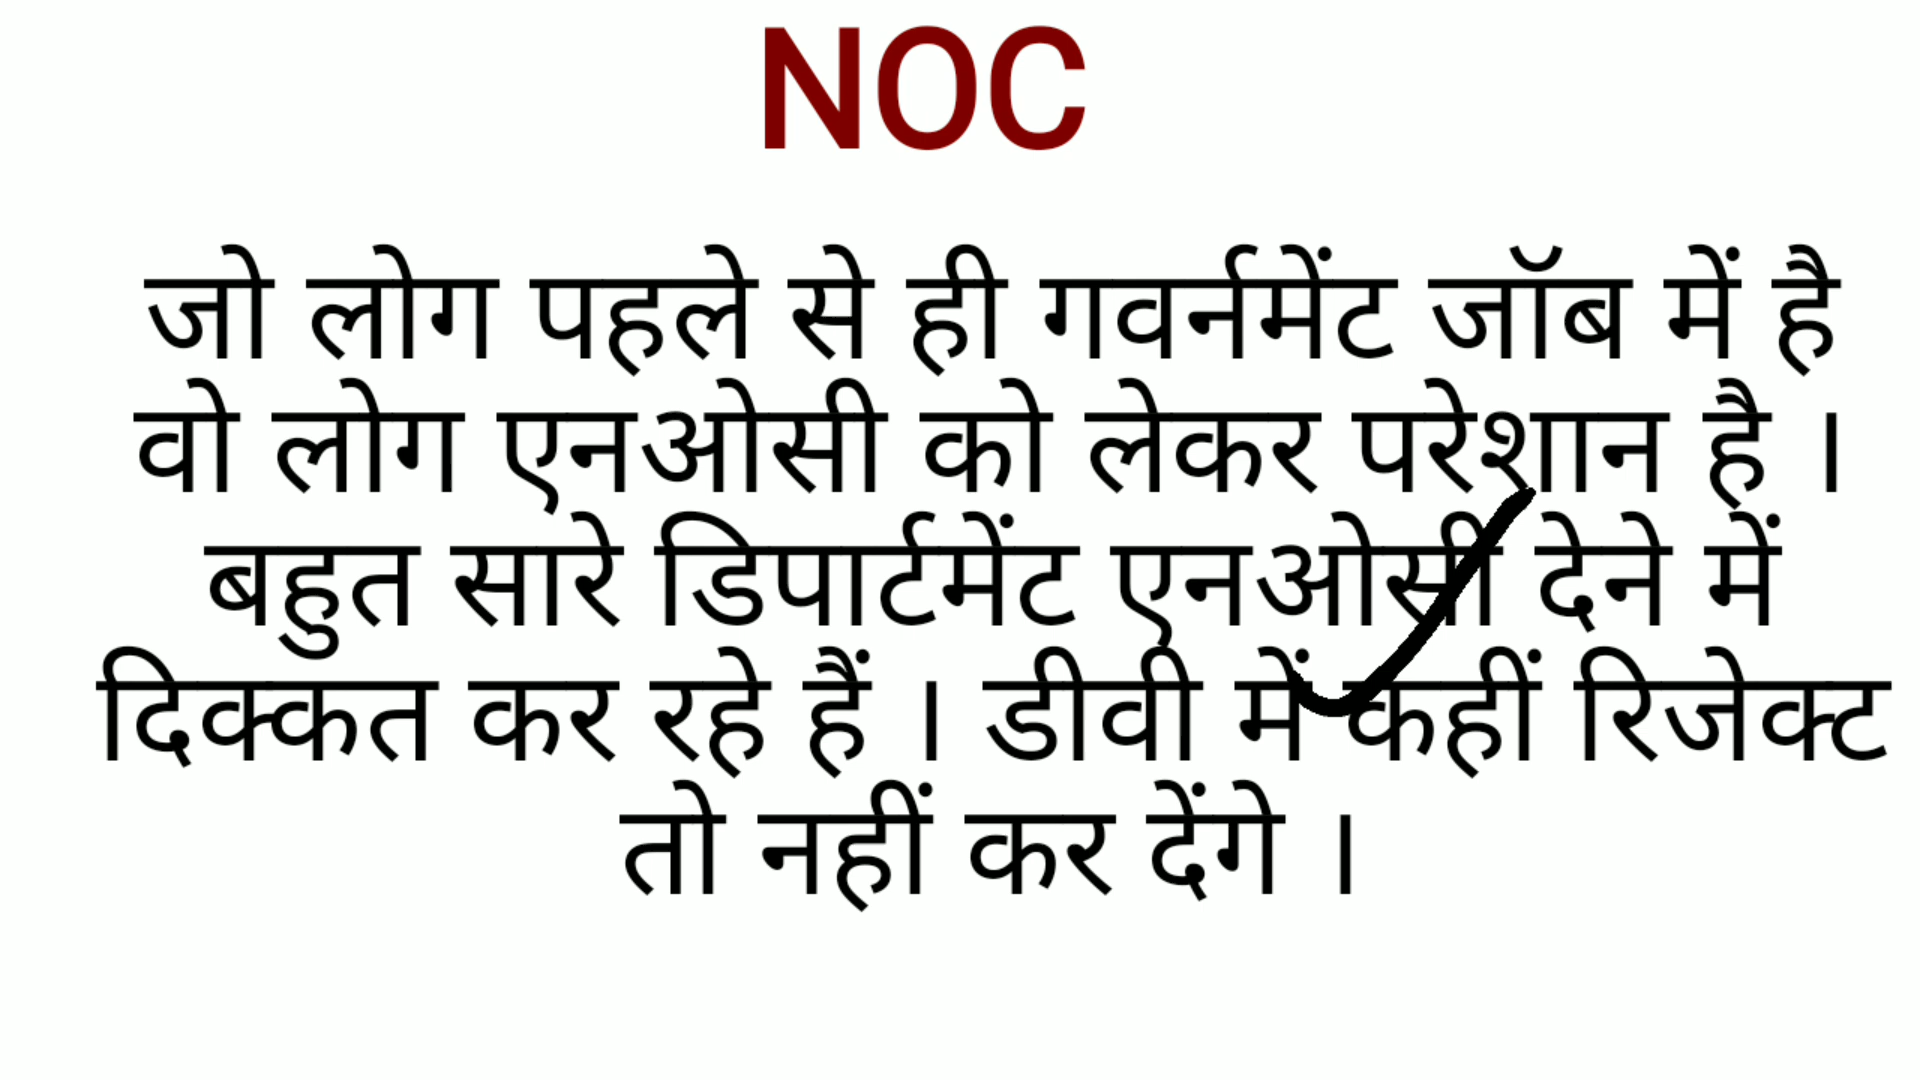 NOC
जो लोग पहले से ही गवर्नमेंट जॉब में है
वो लोग एनओसी को लेकर परेशान है ।
बहुत सारे डिपार्टमेंट एनओसी देने में
दिक्कत कर रहे हैं । डीवी में कहीं रिजेक्ट
तो नहीं कर देंगे ।